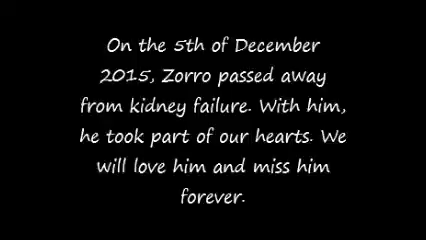 On the 5th of December
2015, Zorro passed away
from kidney failure. With him,
he took part of our hearts. We
will love him and miss him
forever.